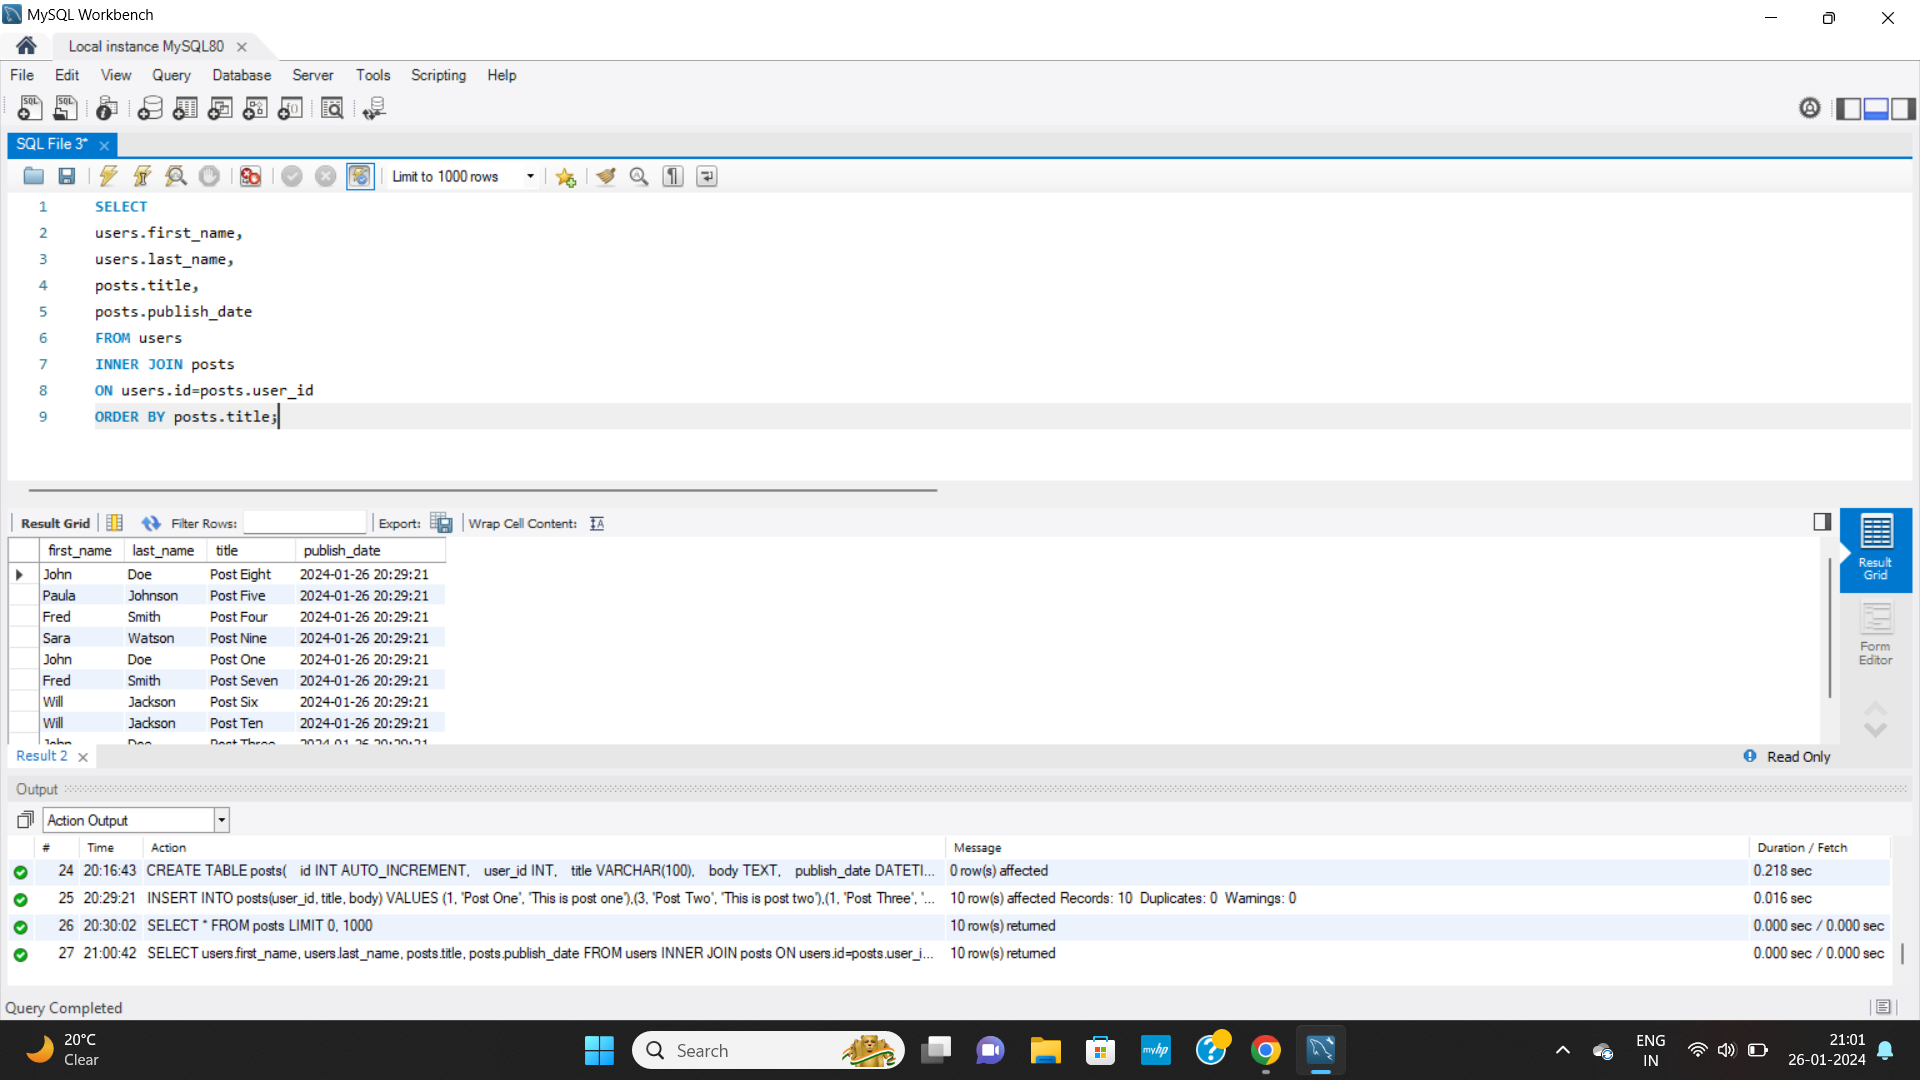 MySQL Workbench
Local instance MySQL80
File Edit View Query Database Server Tools Scripting Help
SQL File 3*
Limit to 1000 rows
1 SELECT
2 users.first_name,
3 users.last_name,
4 posts.title,
5 posts.publish_date
6 FROM users
7 INNER JOIN posts
8 ON users.id=posts.user_id
9 ORDER BY posts.title;
Result Grid Filter Rows: Export: Wrap Cell Content:
first_name last_name title publish_date
John Doe Post Eight 2024-01-26 20:29:21
Paula Johnson Post Five 2024-01-26 20:29:21
Fred Smith Post Four 2024-01-26 20:29:21
Sara Watson Post Nine 2024-01-26 20:29:21
John Doe Post One 2024-01-26 20:29:21
Fred Smith Post Seven 2024-01-26 20:29:21
Will Jackson Post Six 2024-01-26 20:29:21
Will Jackson Post Ten 2024-01-26 20:29:21
John Doe Post Three 2024-01-26 20:29:21
Result
Grid
Form
Editor
Result 2
Read Only
Output
Action Output
# Time Action Message Duration / Fetch
24 20:16:43 CREATE TABLE posts( id INT AUTO_INCREMENT, user_id INT, title VARCHAR(100), body TEXT, publish_date DATETI... 0 row(s) affected 0.218 sec
25 20:29:21 INSERT INTO posts(user_id, title, body) VALUES (1, 'Post One', 'This is post one'),(3, 'Post Two', 'This is post two'),(1, 'Post Three', '... 10 row(s) affected Records: 10 Duplicates: 0 Warnings: 0 0.016 sec
26 20:30:02 SELECT * FROM posts LIMIT 0, 1000 10 row(s) returned 0.000 sec / 0.000 sec
27 21:00:42 SELECT users.first_name, users.last_name, posts.title, posts.publish_date FROM users INNER JOIN posts ON users.id=posts.user_i... 10 row(s) returned 0.000 sec / 0.000 sec
Query Completed
20°C
Clear
Search
myhp
ENG
IN
21:01
26-01-2024